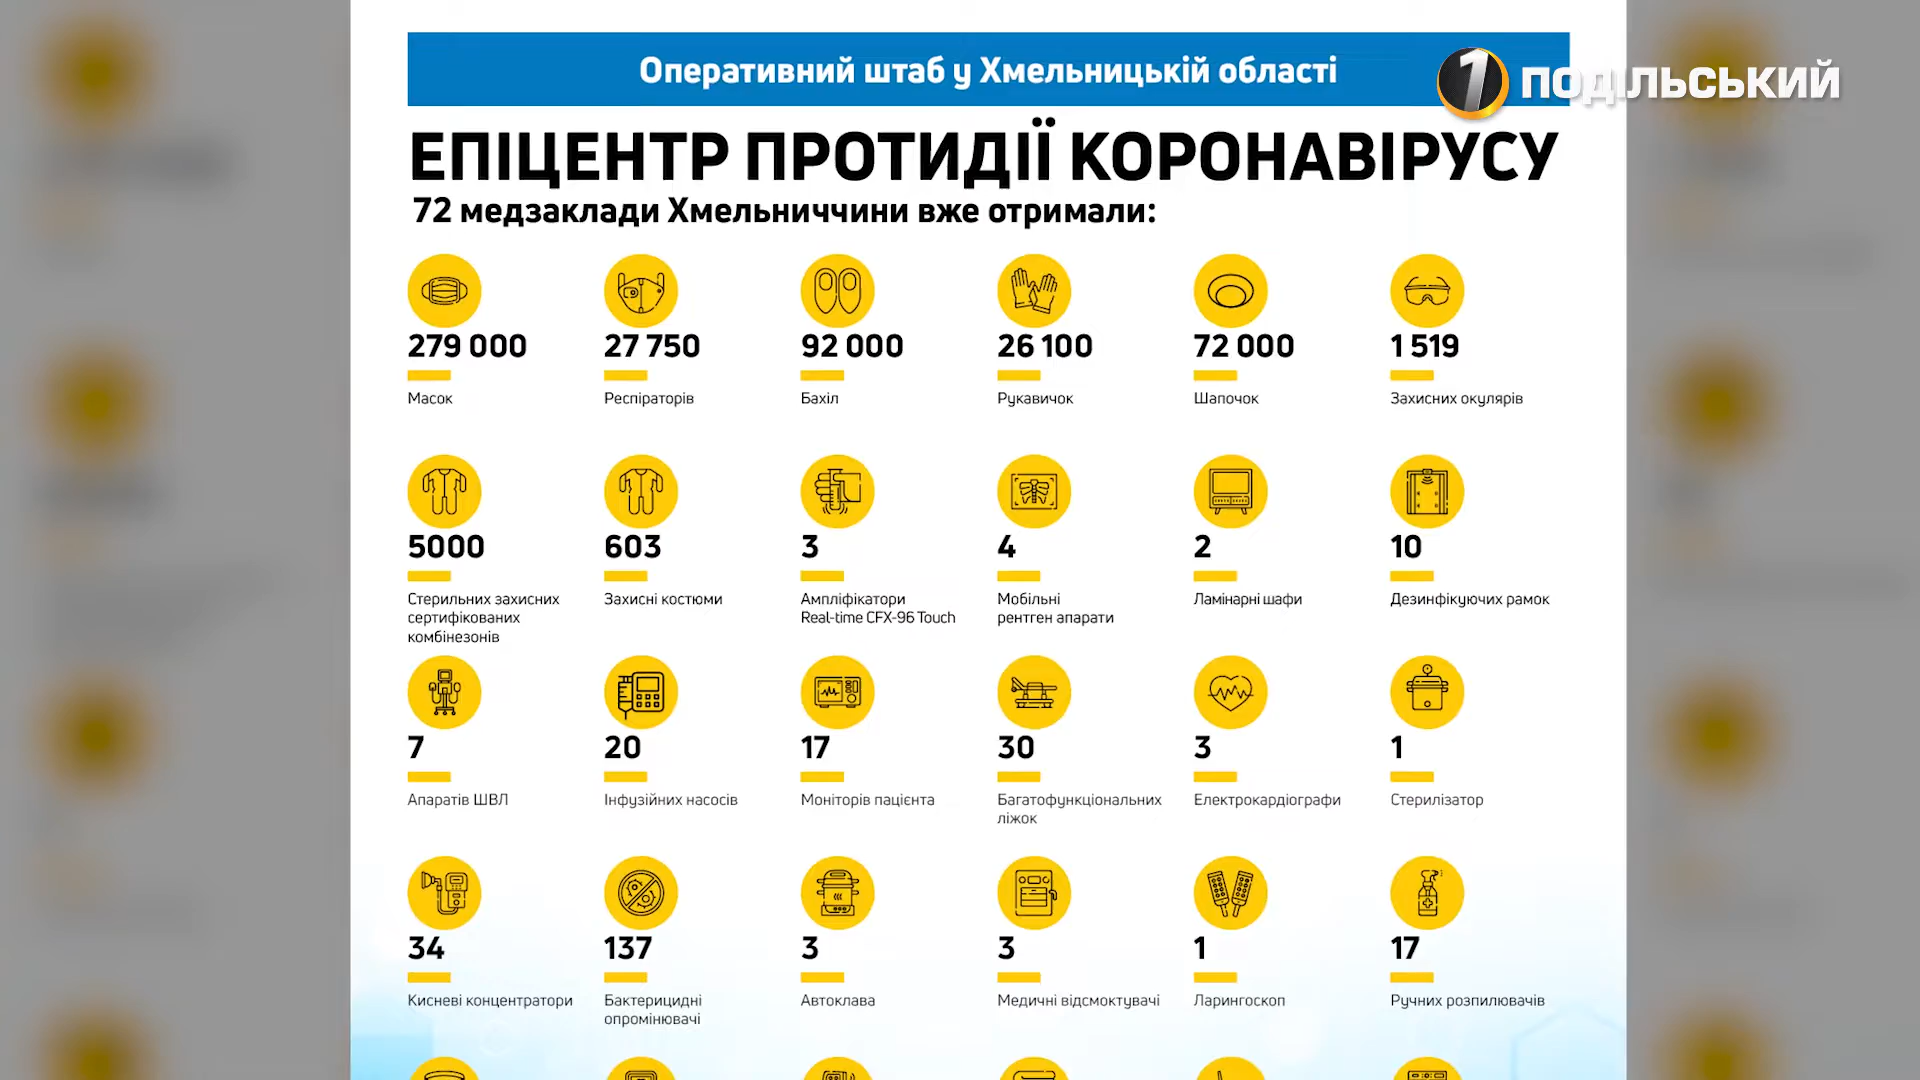 Оперативний штаб у Хмельницькій області
1 ПОДІЛЬСЬКИЙ
ЕПІЦЕНТР ПРОТИДІЇ КОРОНАВІРУСУ
72 медзаклади Хмельниччини вже отримали:
279 000
Масок
27 750
Респіраторів
92 000
Бахіл
26 100
Рукавичок
72 000
Шапочок
1 519
Захисних окулярів
5000
Стерильних захисних
сертифікованих
комбінезонів
603
Захисні костюми
3
Ампліфікатори
Real-time CFX-96 Touch
4
Мобільні
рентген апарати
2
Ламінарні шафи
10
Дезинфікуючих рамок
7
Апаратів ШВЛ
20
Інфузійних насосів
17
Моніторів пацієнта
30
Багатофункціональних
ліжок
3
Електрокардіографи
1
Стерилізатор
34
Кисневі концентратори
137
Бактерицидні
опромінювачі
3
Автоклава
3
Медичні відсмоктувачі
1
Ларингоскоп
17
Ручних розпилювачів